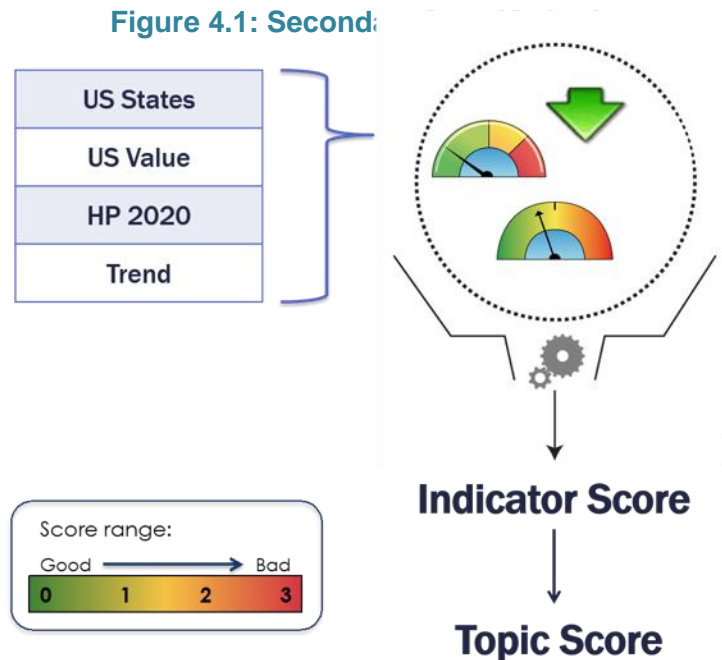 Figure 4.1:
US States
US Value
HP 2020
Trend
Indicator Score
Score range:
Good Bad
0 1 2 3
Topic Score